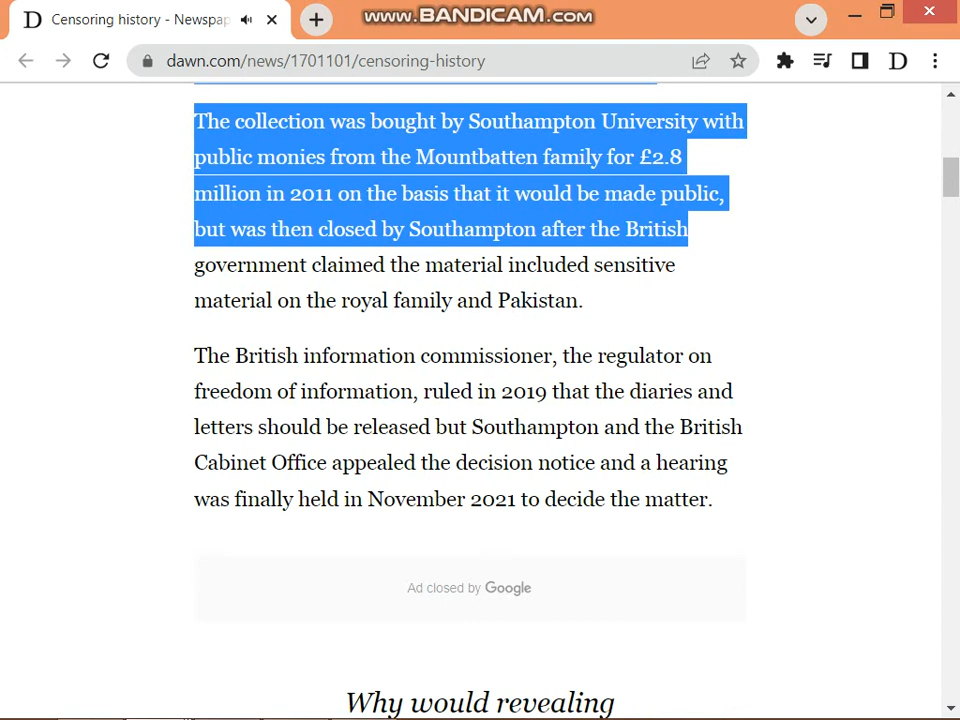 Censoring history - Newspap
www.BANDICAM.com
dawn.com/news/1701101/censoring-history
D
The collection was bought by Southampton University with
public monies from the Mountbatten family for £2.8
million in 2011 on the basis that it would be made public,
but was then closed by Southampton after the British
government claimed the material included sensitive
material on the royal family and Pakistan.
The British information commissioner, the regulator on
freedom of information, ruled in 2019 that the diaries and
letters should be released but Southampton and the British
Cabinet Office appealed the decision notice and a hearing
was finally held in November 2021 to decide the matter.
Ad closed by Google
Why would revealing